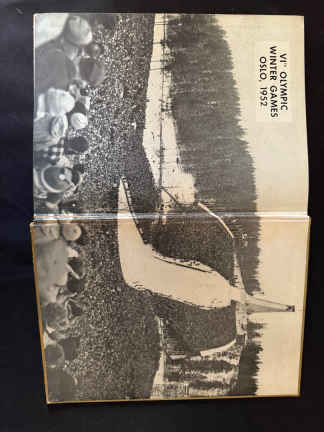 VIᵗʰ OLYMPIC
WINTER GAMES
OSLO, 1952